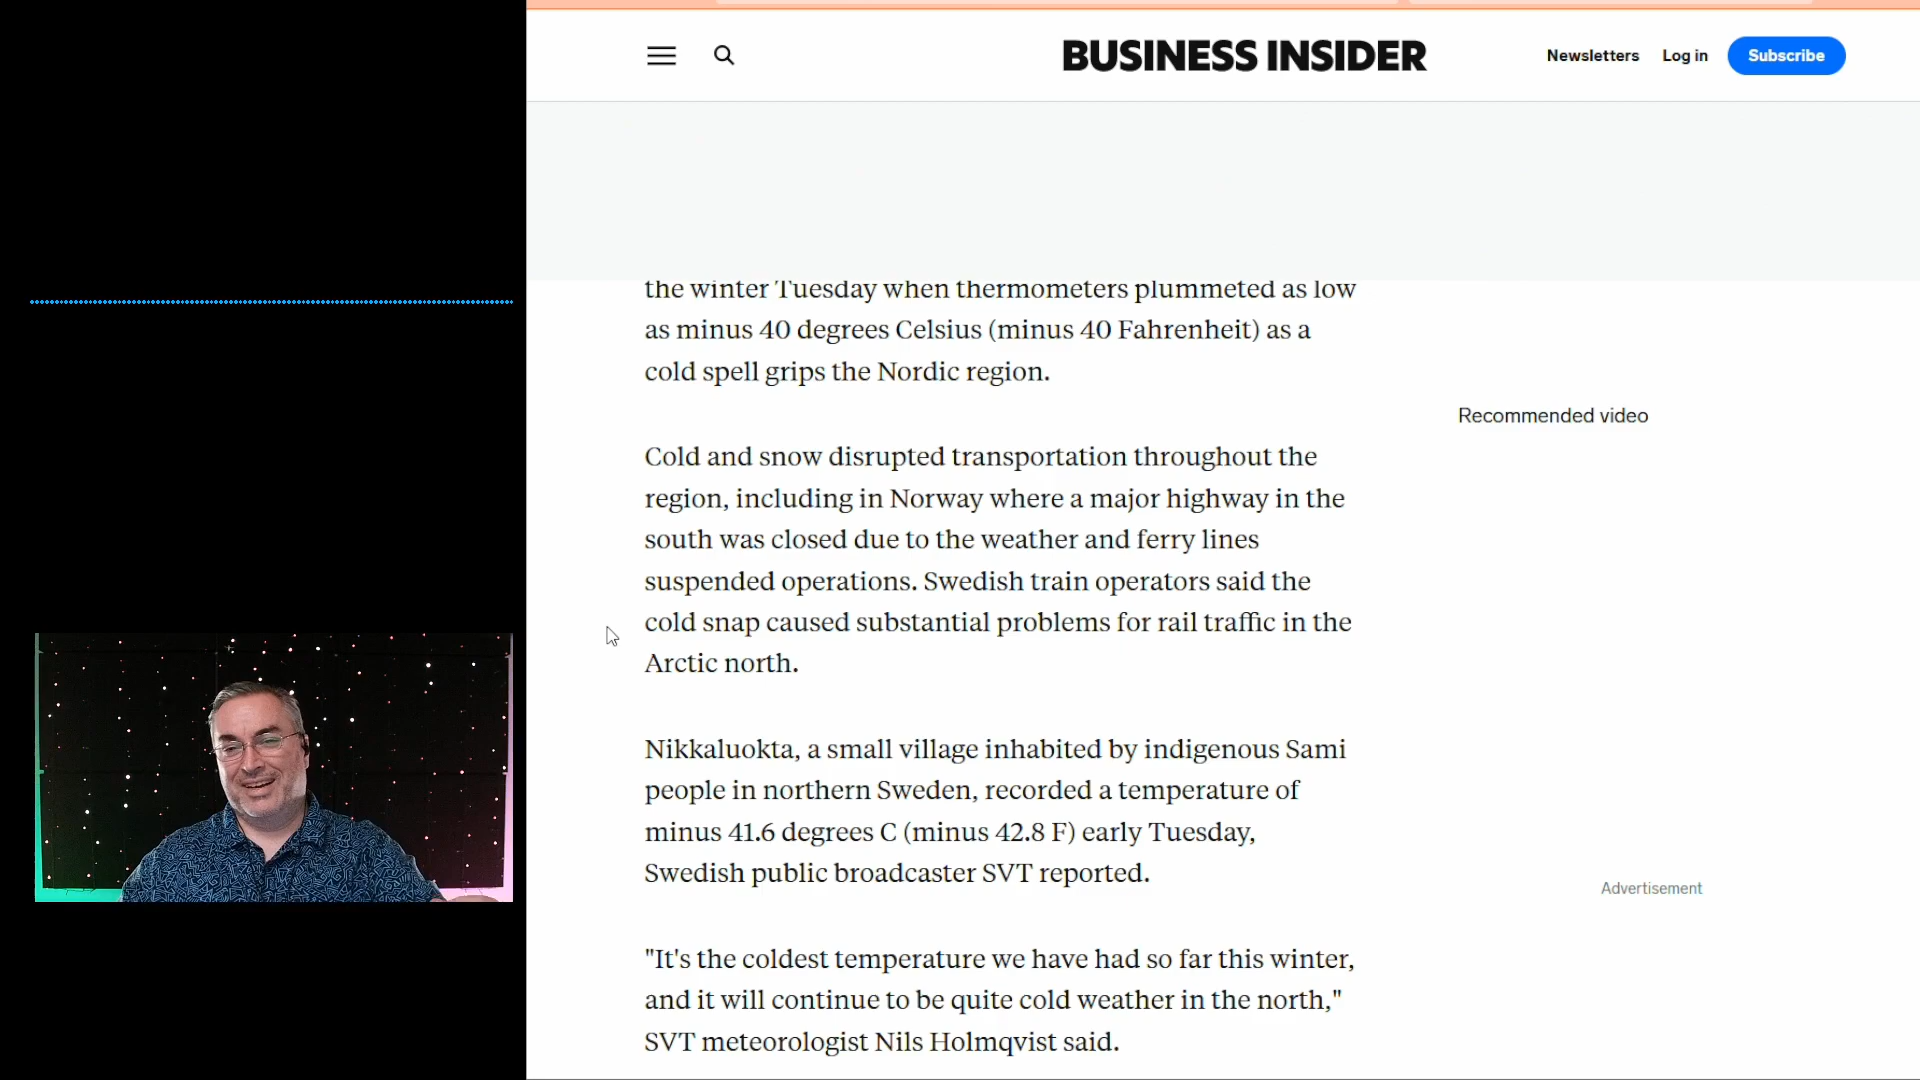 BUSINESS INSIDER
Newsletters
Log in
Subscribe
the winter Tuesday when thermometers plummeted as low
as minus 40 degrees Celsius (minus 40 Fahrenheit) as a
cold spell grips the Nordic region.
Recommended video
Cold and snow disrupted transportation throughout the
region, including in Norway where a major highway in the
south was closed due to the weather and ferry lines
suspended operations. Swedish train operators said the
cold snap caused substantial problems for rail traffic in the
Arctic north.
Nikkaluokta, a small village inhabited by indigenous Sami
people in northern Sweden, recorded a temperature of
minus 41.6 degrees C (minus 42.8 F) early Tuesday,
Swedish public broadcaster SVT reported.
Advertisement
"It's the coldest temperature we have had so far this winter,
and it will continue to be quite cold weather in the north,"
SVT meteorologist Nils Holmqvist said.